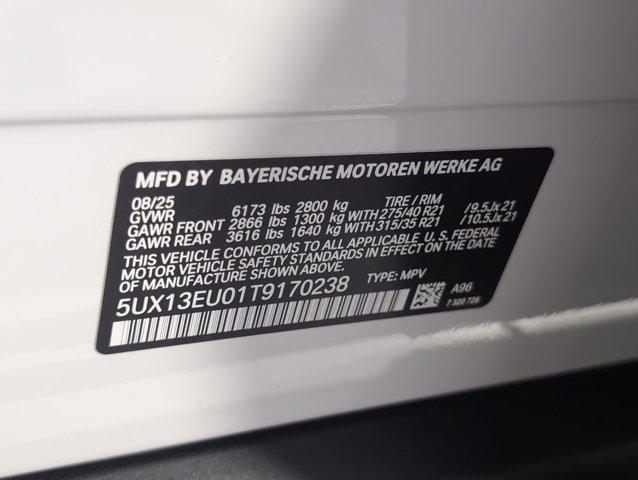 MFD BY BAYERISCHE MOTOREN WERKE AG
08/25 TIRE / RIM
GVWR 6173 lbs 2800 kg
GAWR FRONT 2866 lbs 1300 kg WITH 275/40 R21 / 9.5Jx21
GAWR REAR 3616 lbs 1640 kg WITH 315/35 R21 / 10.5Jx21
THIS VEHICLE CONFORMS TO ALL APPLICABLE U.S. FEDERAL
MOTOR VEHICLE SAFETY STANDARDS IN EFFECT ON THE DATE
OF MANUFACTURE SHOWN ABOVE.
5UX13EU01T9170238 TYPE: MPV
A96
7 320 728